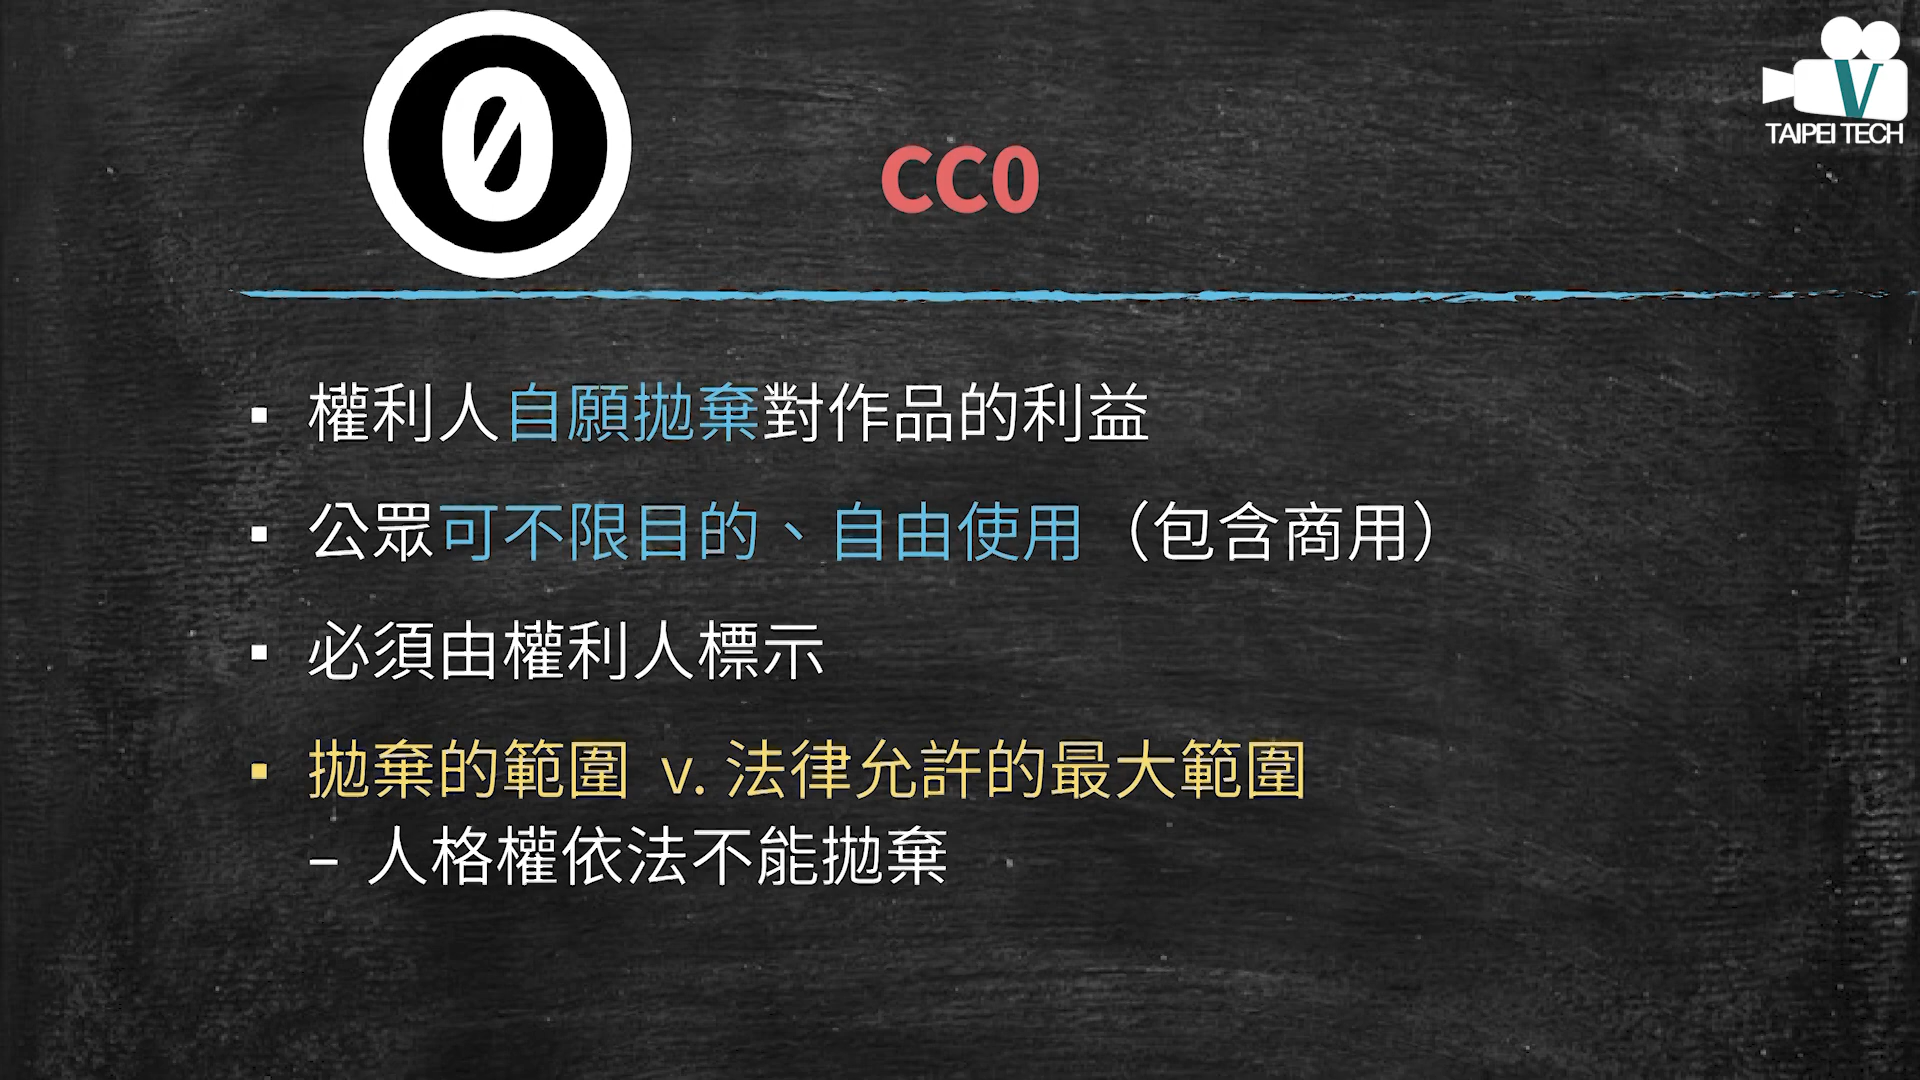 0
V
TAIPEI TECH
CC0
▪ 權利人自願拋棄對作品的利益
▪ 公眾可不限目的、自由使用（包含商用）
▪ 必須由權利人標示
▪ 拋棄的範圍 v. 法律允許的最大範圍
– 人格權依法不能拋棄